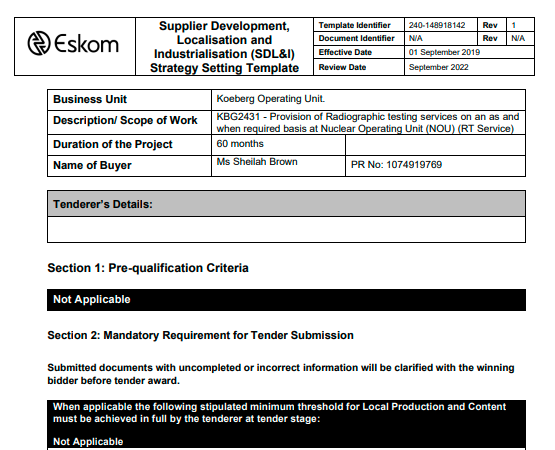 Eskom
Supplier Development,
Localisation and
Industrialisation (SDL&I)
Strategy Setting Template
Template Identifier 240-148918142 Rev 1
Document Identifier N/A Rev N/A
Effective Date 01 September 2019
Review Date September 2022
Business Unit Koeberg Operating Unit.
Description/ Scope of Work KBG2431 - Provision of Radiographic testing services on an as and
when required basis at Nuclear Operating Unit (NOU) (RT Service)
Duration of the Project 60 months
Name of Buyer Ms Sheilah Brown PR No: 1074919769
Tenderer's Details:
Section 1: Pre-qualification Criteria
Not Applicable
Section 2: Mandatory Requirement for Tender Submission
Submitted documents with uncompleted or incorrect information will be clarified with the winning
bidder before tender award.
When applicable the following stipulated minimum threshold for Local Production and Content
must be achieved in full by the tenderer at tender stage:
Not Applicable